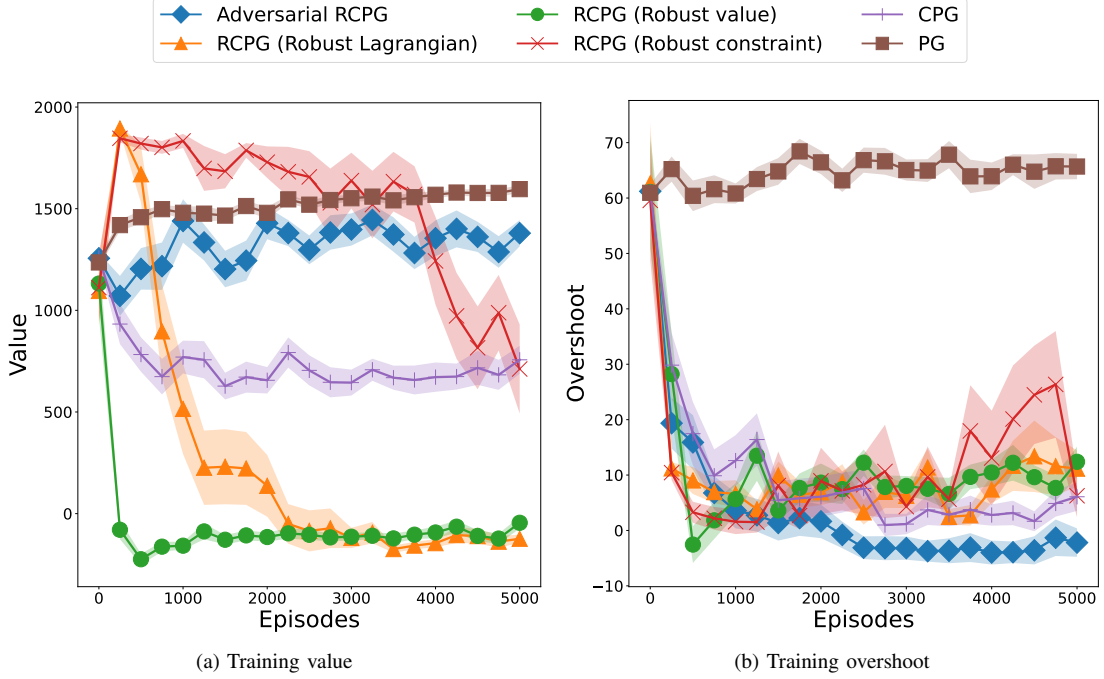 Adversarial RCPG
RCPG (Robust value)
CPG
RCPG (Robust Lagrangian)
RCPG (Robust constraint)
PG
2000
1500
1000
500
0
Value
0
1000
2000
3000
4000
5000
Episodes
(a) Training value
70
60
50
40
30
20
10
0
−10
Overshoot
0
1000
2000
3000
4000
5000
Episodes
(b) Training overshoot